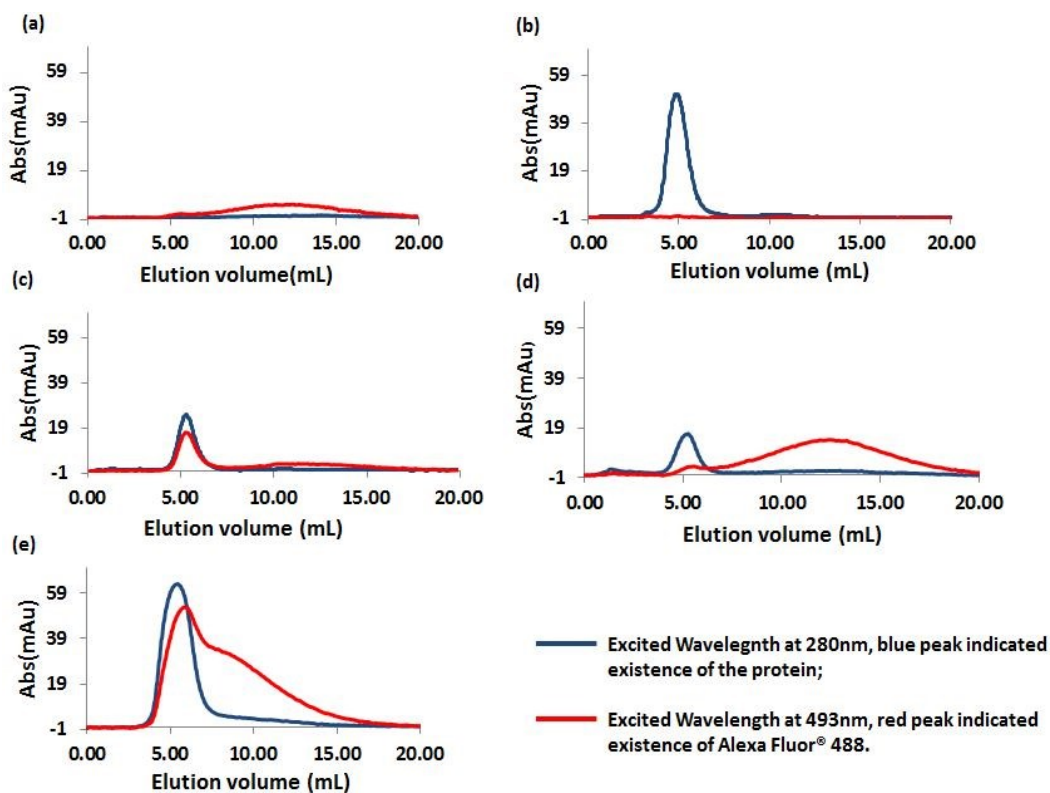 (a)
59
39
19
-1
Abs(mAu)
0.00 5.00 10.00 15.00 20.00
Elution volume(mL)
(b)
59
39
19
-1
Abs(mAu)
0.00 5.00 10.00 15.00 20.00
Elution volume (mL)
(c)
59
39
19
-1
Abs(mAu)
0.00 5.00 10.00 15.00 20.00
Elution volume (mL)
(d)
59
39
19
-1
Abs(mAu)
0.00 5.00 10.00 15.00 20.00
Elution volume (mL)
(e)
59
39
19
-1
Abs(mAu)
0.00 5.00 10.00 15.00 20.00
Elution volume (mL)
Excited Wavelegnth at 280nm, blue peak indicated
existence of the protein;
Excited Wavelength at 493nm, red peak indicated
existence of Alexa Fluor® 488.